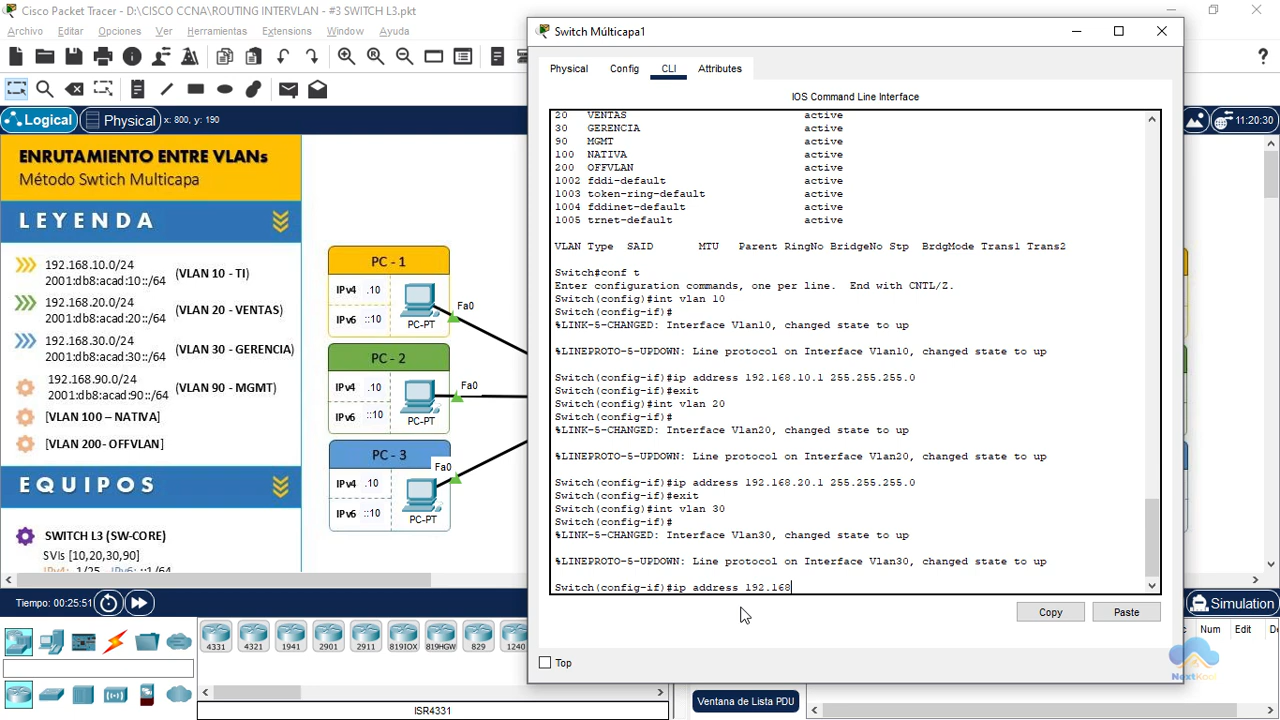 Cisco Packet Tracer - D:\CISCO CCNA\ROUTING INTERVLAN - #3 SWITCH L3.pkt
Archivo Editar Opciones Ver Herramientas Extensions Window Ayuda
Logical Physical x: 800, y: 190
11:20:30
ENRUTAMIENTO ENTRE VLANs
Método Swtich Multicapa
LEYENDA
192.168.10.0/24
2001:db8:acad:10::/64
(VLAN 10 - TI)
192.168.20.0/24
2001:db8:acad:20::/64
(VLAN 20 - VENTAS)
192.168.30.0/24
2001:db8:acad:30::/64
(VLAN 30 - GERENCIA)
192.168.90.0/24
2001:db8:acad:90::/64
(VLAN 90 - MGMT)
[VLAN 100 – NATIVA]
[VLAN 200- OFFVLAN]
EQUIPOS
SWITCH L3 (SW-CORE)
SVIs [10,20,30,90]
PC - 1
IPv4 .10
IPv6 ::10
PC-PT
Fa0
PC - 2
IPv4 .10
IPv6 ::10
PC-PT
Fa0
PC - 3
IPv4 .10
IPv6 ::10
PC-PT
Fa0
Switch Múlticapa1
Physical Config CLI Attributes
IOS Command Line Interface
20 VENTAS active
30 GERENCIA active
90 MGMT active
100 NATIVA active
200 OFFVLAN active
1002 fddi-default active
1003 token-ring-default active
1004 fddinet-default active
1005 trnet-default active
VLAN Type SAID MTU Parent RingNo BridgeNo Stp BrdgMode Trans1 Trans2
Switch#conf t
Enter configuration commands, one per line. End with CNTL/Z.
Switch(config)#int vlan 10
Switch(config-if)#
%LINK-5-CHANGED: Interface Vlan10, changed state to up
%LINEPROTO-5-UPDOWN: Line protocol on Interface Vlan10, changed state to up
Switch(config-if)#ip address 192.168.10.1 255.255.255.0
Switch(config-if)#exit
Switch(config)#int vlan 20
Switch(config-if)#
%LINK-5-CHANGED: Interface Vlan20, changed state to up
%LINEPROTO-5-UPDOWN: Line protocol on Interface Vlan20, changed state to up
Switch(config-if)#ip address 192.168.20.1 255.255.255.0
Switch(config-if)#exit
Switch(config)#int vlan 30
Switch(config-if)#
%LINK-5-CHANGED: Interface Vlan30, changed state to up
%LINEPROTO-5-UPDOWN: Line protocol on Interface Vlan30, changed state to up
Switch(config-if)#ip address 192.168
Copy Paste
Top
Tiempo: 00:25:51
Simulation
Num Edit
4331 4321 1941 2901 2911 819IOX 819HGW 829 1240
ISR4331
Ventana de Lista PDU
NextKool